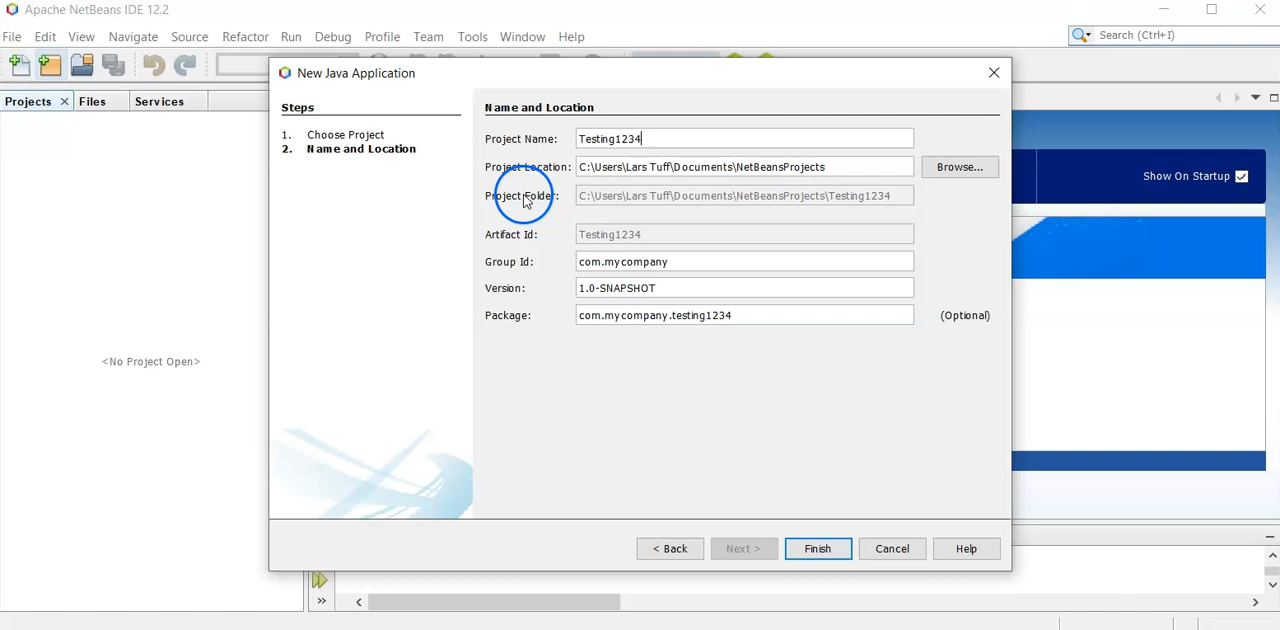 Apache NetBeans IDE 12.2
File Edit View Navigate Source Refactor Run Debug Profile Team Tools Window Help
Search (Ctrl+I)
Projects Files Services
New Java Application
Steps
1. Choose Project
2. Name and Location
Name and Location
Project Name: Testing1234
Project Location: C:\Users\Lars Tuff\Documents\NetBeansProjects Browse...
Project Folder: C:\Users\Lars Tuff\Documents\NetBeansProjects\Testing1234
Artifact Id: Testing1234
Group Id: com.mycompany
Version: 1.0-SNAPSHOT
Package: com.mycompany.testing1234 (Optional)
Show On Startup
<No Project Open>
< Back Next > Finish Cancel Help